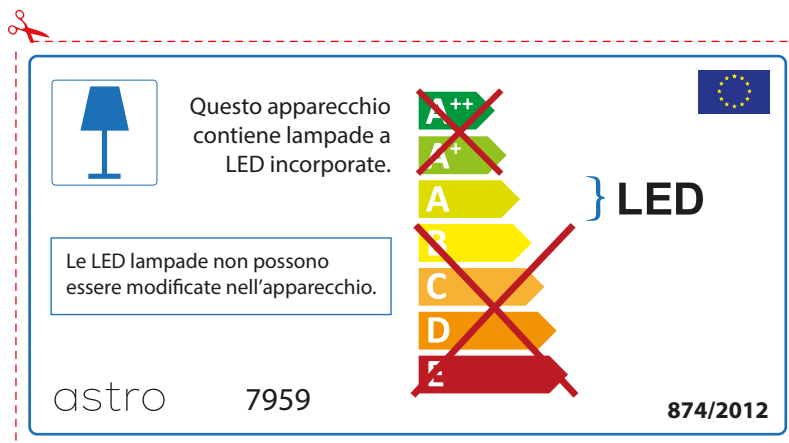 Questo apparecchio
contiene lampade a
LED incorporate.
A++
A+
A
B
C
D
E
LED
Le LED lampade non possono
essere modificate nell'apparecchio.
astro
7959
874/2012